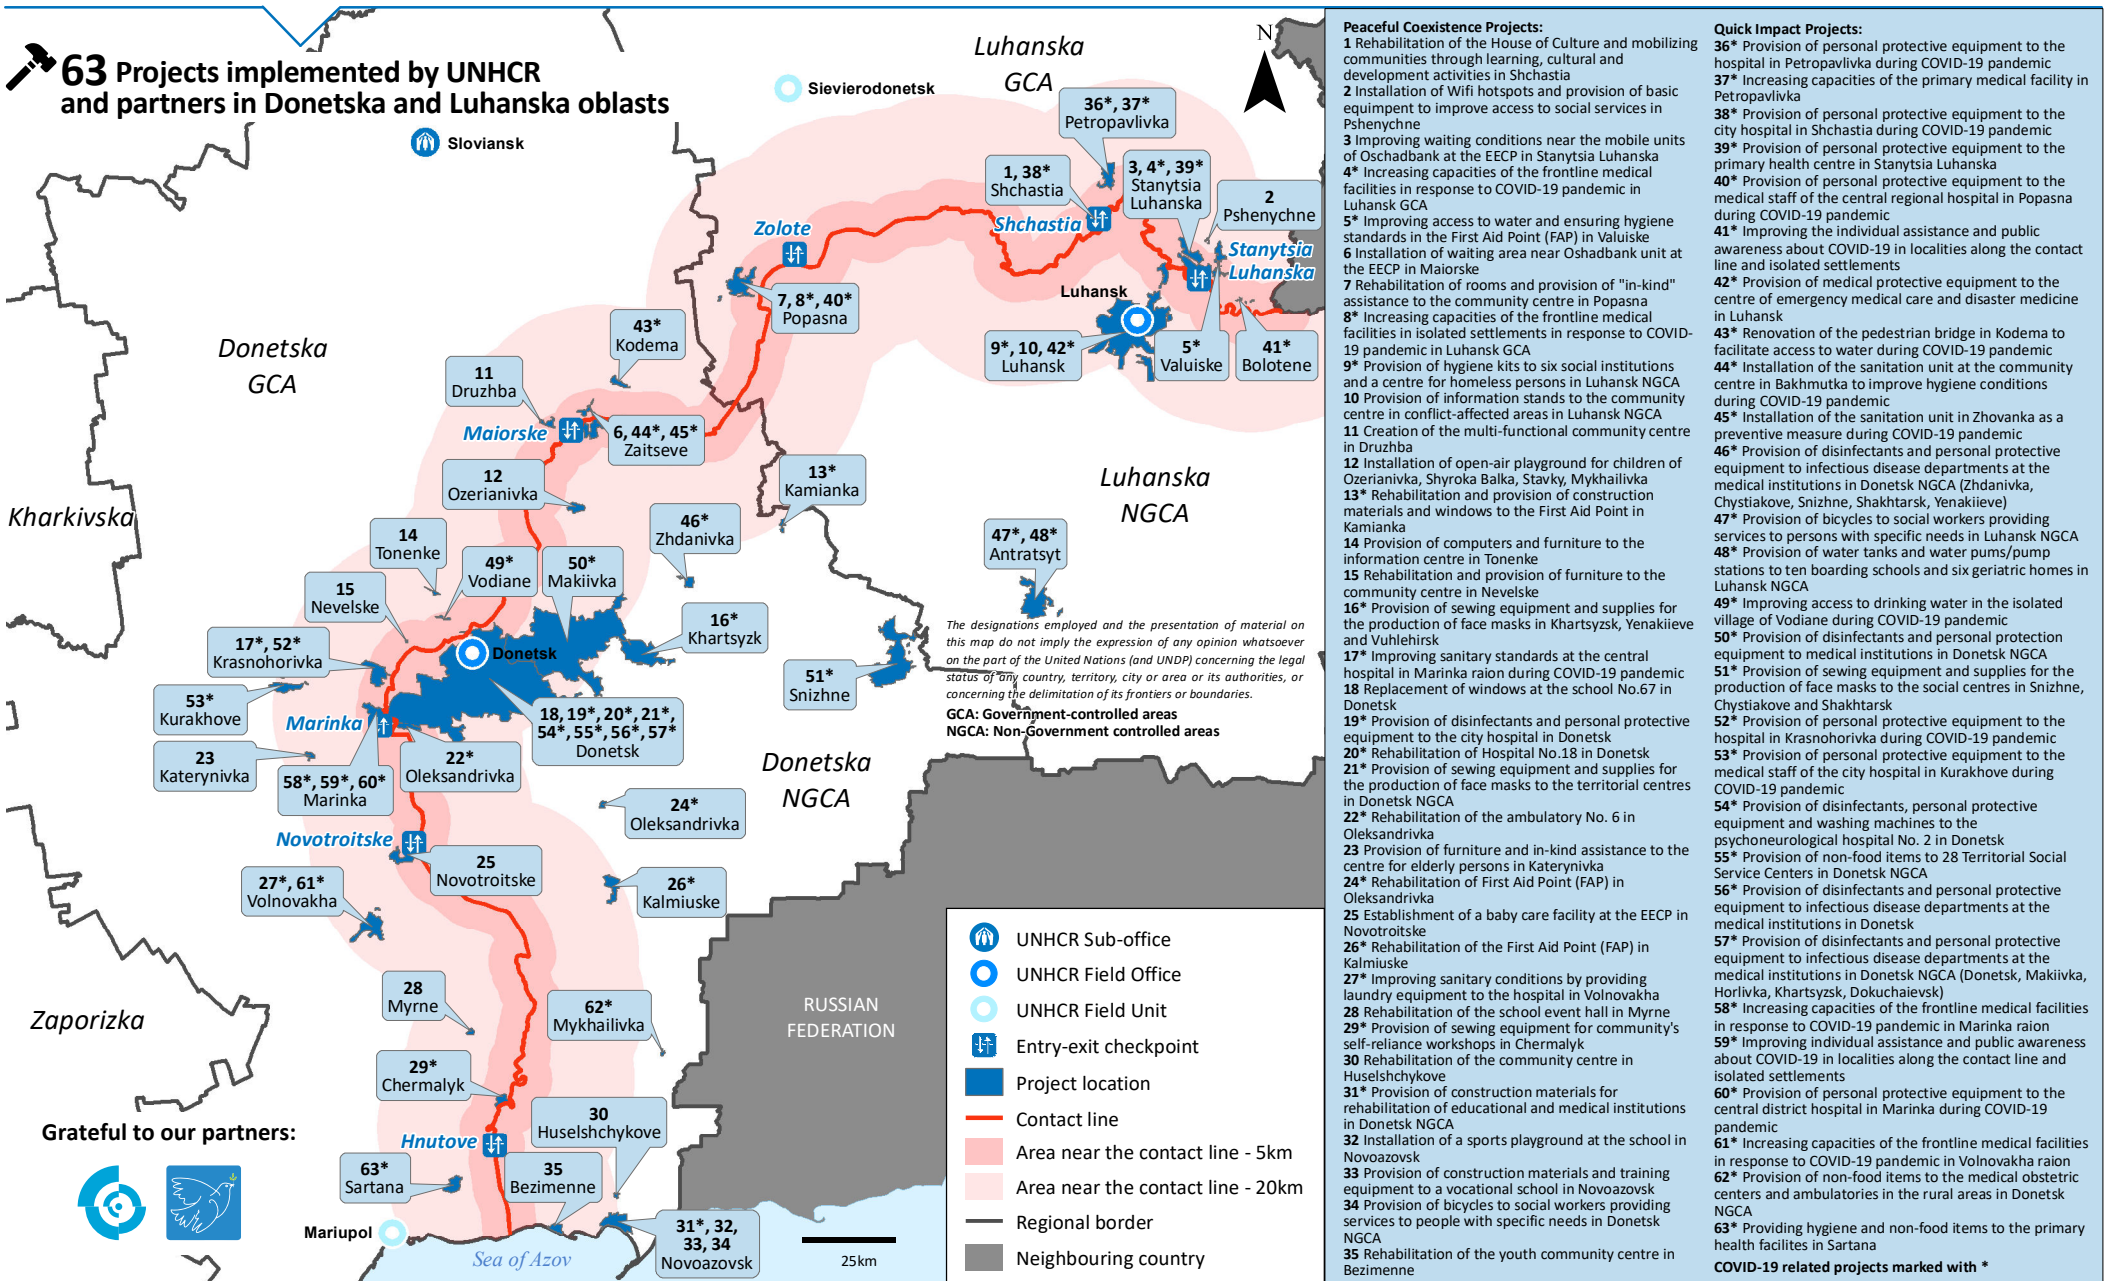 63 Projects implemented by UNHCR
and partners in Donetska and Luhanska oblasts
Sloviansk
Sievierodonetsk
Luhanska
GCA
N
36*, 37*
Petropavlivka
1, 38*
Shchastia
3, 4*, 39*
Stanytsia
Luhanska
2
Pshenychne
Zolote
Shchastia
Stanytsia
Luhanska
Luhansk
7, 8*, 40*
Popasna
9*, 10, 42*
Luhansk
5*
Valuiske
41*
Bolotene
43*
Kodema
Donetska
GCA
11
Druzhba
Maiorske
6, 44*, 45*
Zaitseve
12
Ozerianivka
13*
Kamianka
Luhanska
NGCA
Kharkivska
14
Tonenke
46*
Zhdanivka
47*, 48*
Antratsyt
49*
Vodiane
50*
Makiivka
15
Nevelske
16*
Khartsyzk
17*, 52*
Krasnohorivka
Donetsk
51*
Snizhne
53*
Kurakhove
Marinka
18, 19*, 20*, 21*,
54*, 55*, 56*, 57*
Donetsk
23
Katerynivka
22*
Oleksandrivka
58*, 59*, 60*
Marinka
Donetska
NGCA
24*
Oleksandrivka
Novotroitske
25
Novotroitske
27*, 61*
Volnovakha
26*
Kalmiuske
28
Myrne
62*
Mykhailivka
Zaporizka
29*
Chermalyk
30
Huselshchykove
Hnutove
63*
Sartana
35
Bezimenne
31*, 32,
33, 34
Novoazovsk
Mariupol
Sea of Azov
25km
RUSSIAN
FEDERATION
Grateful to our partners:
The designations employed and the presentation of material on
this map do not imply the expression of any opinion whatsoever
on the part of the United Nations (and UNDP) concerning the legal
status of any country, territory, city or area or its authorities, or
concerning the delimitation of its frontiers or boundaries.
GCA: Government-controlled areas
NGCA: Non-Government controlled areas
UNHCR Sub-office
UNHCR Field Office
UNHCR Field Unit
Entry-exit checkpoint
Project location
Contact line
Area near the contact line - 5km
Area near the contact line - 20km
Regional border
Neighbouring country
Peaceful Coexistence Projects:
1 Rehabilitation of the House of Culture and mobilizing
communities through learning, cultural and
development activities in Shchastia
2 Installation of Wifi hotspots and provision of basic
equimpent to improve access to social services in
Pshenychne
3 Improving waiting conditions near the mobile units
of Oschadbank at the EECP in Stanytsia Luhanska
4* Increasing capacities of the frontline medical
facilities in response to COVID-19 pandemic in
Luhansk GCA
5* Improving access to water and ensuring hygiene
standards in the First Aid Point (FAP) in Valuiske
6 Installation of waiting area near Oshadbank unit at
the EECP in Maiorske
7 Rehabilitation of rooms and provision of "in-kind"
assistance to the community centre in Popasna
8* Increasing capacities of the frontline medical
facilities in isolated settlements in response to COVID-
19 pandemic in Luhansk GCA
9* Provision of hygiene kits to six social institutions
and a centre for homeless persons in Luhansk NGCA
10 Provision of information stands to the community
centre in conflict-affected areas in Luhansk NGCA
11 Creation of the multi-functional community centre
in Druzhba
12 Installation of open-air playground for children of
Ozerianivka, Shyroka Balka, Stavky, Mykhailivka
13* Rehabilitation and provision of construction
materials and windows to the First Aid Point in
Kamianka
14 Provision of computers and furniture to the
information centre in Tonenke
15 Rehabilitation and provision of furniture to the
community centre in Nevelske
16* Provision of sewing equipment and supplies for
the production of face masks in Khartsyzsk, Yenakiieve
and Vuhlehirsk
17* Improving sanitary standards at the central
hospital in Marinka raion during COVID-19 pandemic
18 Replacement of windows at the school No.67 in
Donetsk
19* Provision of disinfectants and personal protective
equipment to the city hospital in Donetsk
20* Rehabilitation of Hospital No.18 in Donetsk
21* Provision of sewing equipment and supplies for
the production of face masks to the territorial centres
in Donetsk NGCA
22* Rehabilitation of the ambulatory No. 6 in
Oleksandrivka
23 Provision of furniture and in-kind assistance to the
centre for elderly persons in Katerynivka
24* Rehabilitation of First Aid Point (FAP) in
Oleksandrivka
25 Establishment of a baby care facility at the EECP in
Novotroitske
26* Rehabilitation of the First Aid Point (FAP) in
Kalmiuske
27* Improving sanitary conditions by providing
laundry equipment to the hospital in Volnovakha
28 Rehabilitation of the school event hall in Myrne
29* Provision of sewing equipment for community's
self-reliance workshops in Chermalyk
30 Rehabilitation of the community centre in
Huselshchykove
31* Provision of construction materials for
rehabilitation of educational and medical institutions
in Donetsk NGCA
32 Installation of a sports playground at the school in
Novoazovsk
33 Provision of construction materials and training
equipment to a vocational school in Novoazovsk
34 Provision of bicycles to social workers providing
services to people with specific needs in Donetsk
NGCA
35 Rehabilitation of the youth community centre in
Bezimenne
Quick Impact Projects:
36* Provision of personal protective equipment to the
hospital in Petropavlivka during COVID-19 pandemic
37* Increasing capacities of the primary medical facility in
Petropavlivka
38* Provision of personal protective equipment to the
city hospital in Shchastia during COVID-19 pandemic
39* Provision of personal protective equipment to the
primary health centre in Stanytsia Luhanska
40* Provision of personal protective equipment to the
medical staff of the central regional hospital in Popasna
during COVID-19 pandemic
41* Improving the individual assistance and public
awareness about COVID-19 in localities along the contact
line and isolated settlements
42* Provision of medical protective equipment to the
centre of emergency medical care and disaster medicine
in Luhansk
43* Renovation of the pedestrian bridge in Kodema to
facilitate access to water during COVID-19 pandemic
44* Installation of the sanitation unit at the community
centre in Bakhmutka to improve hygiene conditions
during COVID-19 pandemic
45* Installation of the sanitation unit in Zhovanka as a
preventive measure during COVID-19 pandemic
46* Provision of disinfectants and personal protective
equipment to infectious disease departments at the
medical institutions in Donetsk NGCA (Zhdanivka,
Chystiakove, Snizhne, Shakhtarsk, Yenakiieve)
47* Provision of bicycles to social workers providing
services to persons with specific needs in Luhansk NGCA
48* Provision of water tanks and water pums/pump
stations to ten boarding schools and six geriatric homes in
Luhansk NGCA
49* Improving access to drinking water in the isolated
village of Vodiane during COVID-19 pandemic
50* Provision of disinfectants and personal protection
equipment to medical institutions in Donetsk NGCA
51* Provision of sewing equipment and supplies for the
production of face masks to the social centres in Snizhne,
Chystiakove and Shakhtarsk
52* Provision of personal protective equipment to the
hospital in Krasnohorivka during COVID-19 pandemic
53* Provision of personal protective equipment to the
medical staff of the city hospital in Kurakhove during
COVID-19 pandemic
54* Provision of disinfectants, personal protective
equipment and washing machines to the
psychoneurological hospital No. 2 in Donetsk
55* Provision of non-food items to 28 Territorial Social
Service Centers in Donetsk NGCA
56* Provision of disinfectants and personal protective
equipment to infectious disease departments at the
medical institutions in Donetsk
57* Provision of disinfectants and personal protective
equipment to infectious disease departments at the
medical institutions in Donetsk NGCA (Donetsk, Makiivka,
Horlivka, Khartsyzsk, Dokuchaievsk)
58* Increasing capacities of the frontline medical facilities
in response to COVID-19 pandemic in Marinka raion
59* Improving individual assistance and public awareness
about COVID-19 in localities along the contact line and
isolated settlements
60* Provision of personal protective equipment to the
central district hospital in Marinka during COVID-19
pandemic
61* Increasing capacities of the frontline medical facilities
in response to COVID-19 pandemic in Volnovakha raion
62* Provision of non-food items to the medical obstetric
centers and ambulatories in the rural areas in Donetsk
NGCA
63* Providing hygiene and non-food items to the primary
health facilites in Sartana
COVID-19 related projects marked with *